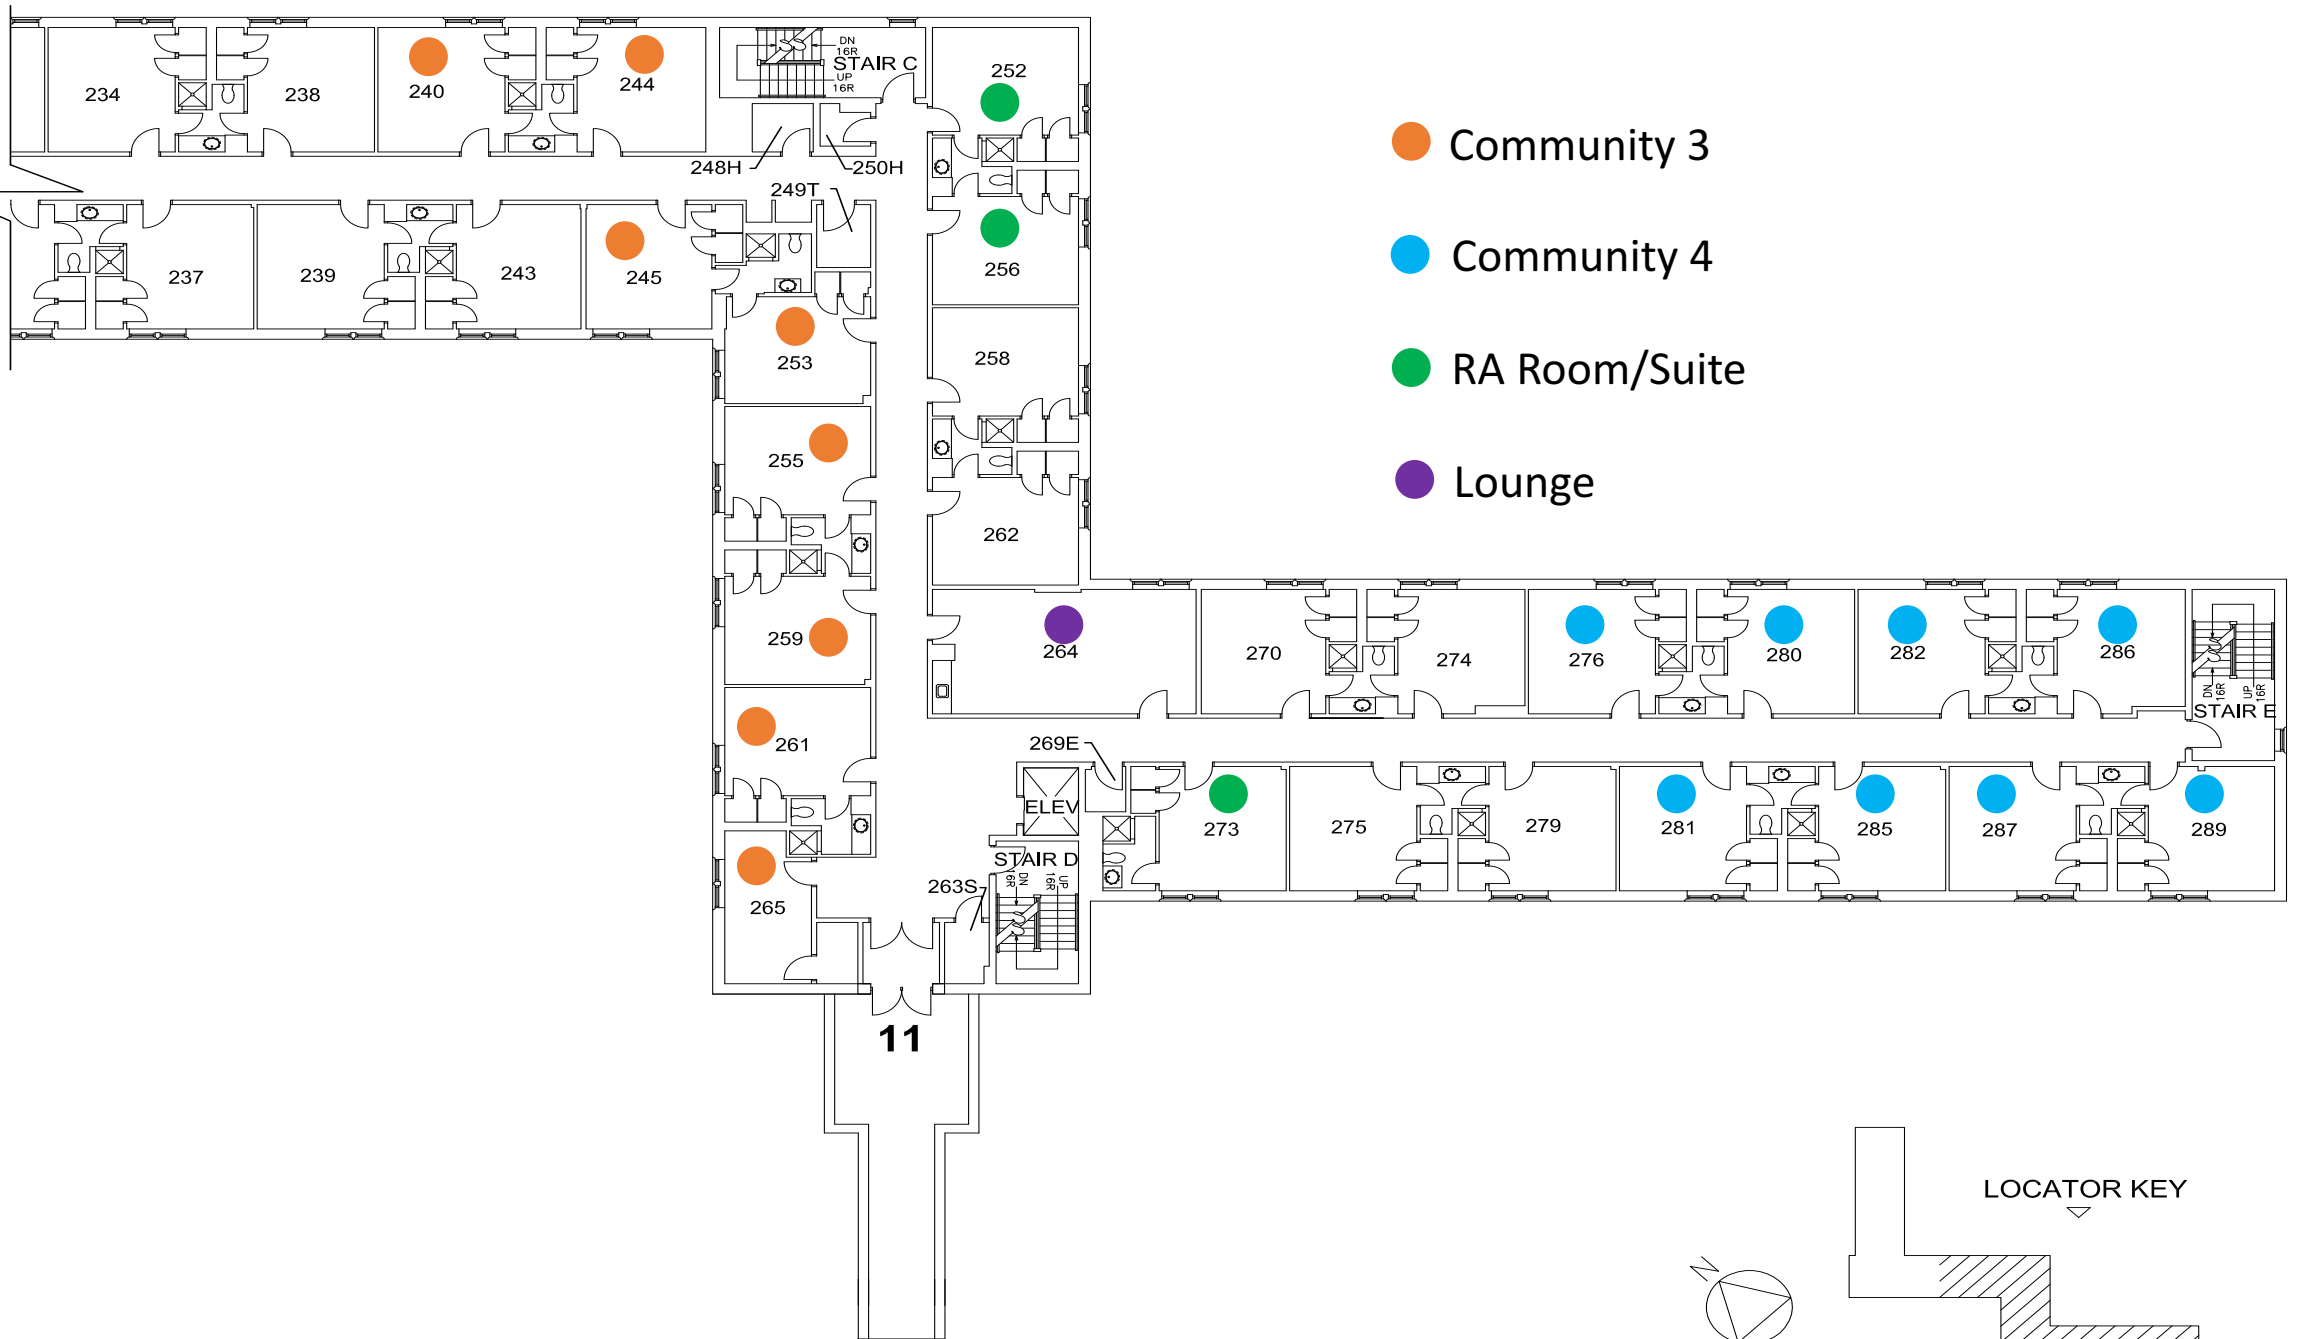 DN
16R
STAIR C
UP
16R
234
238
240
244
252
248H
250H
249T
237
239
243
245
256
253
258
255
262
259
264
270
274
276
280
282
286
DN
16R
UP
16R
STAIR E
261
269E
ELEV
273
275
279
281
285
287
289
STAIR D
16R
DN
16R
UP
263S
265
11
Community 3
Community 4
RA Room/Suite
Lounge
LOCATOR KEY
N